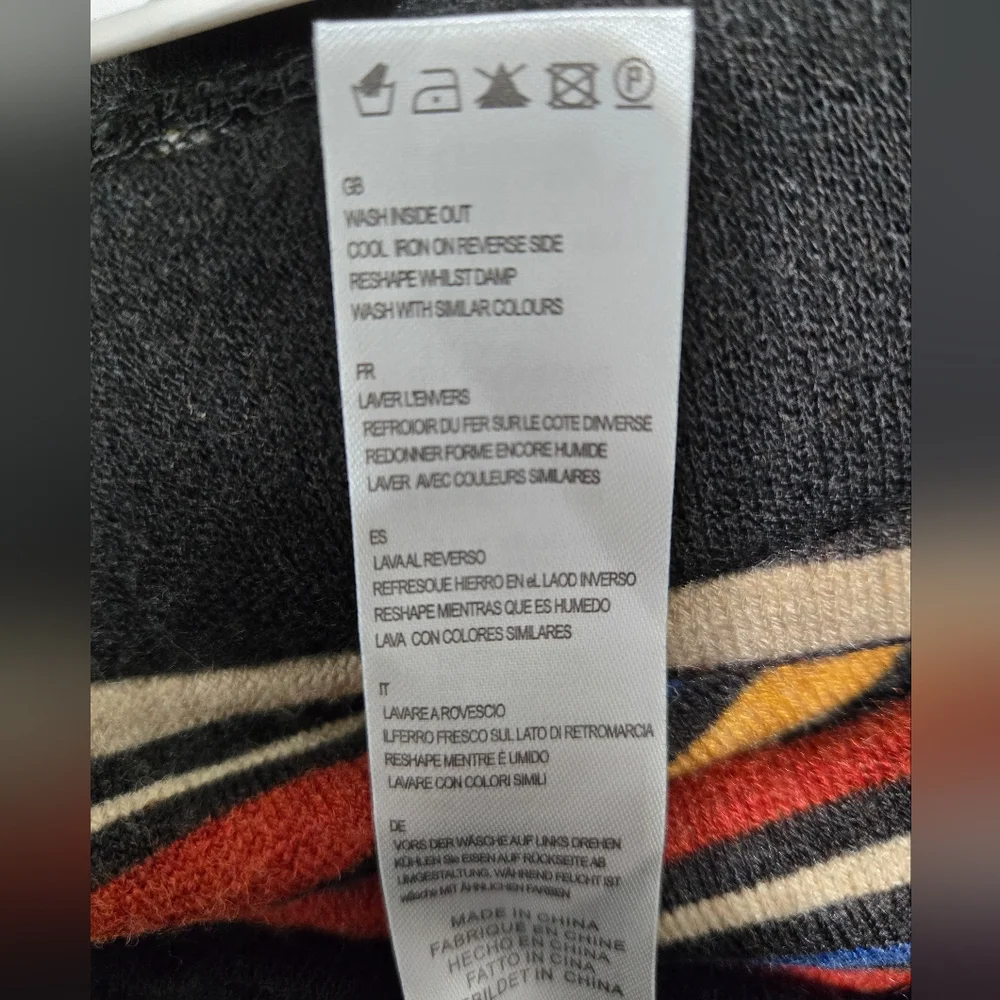 P
GB
WASH INSIDE OUT
COOL IRON ON REVERSE SIDE
RESHAPE WHILST DAMP
WASH WITH SIMILAR COLOURS
FR
LAVER L'ENVERS
REFROIOIR DU FER SUR LE COTE D'INVERSE
REDONNER FORME ENCORE HUMIDE
LAVER AVEC COULEURS SIMILAIRES
ES
LAVA AL REVERSO
REFRESQUE HIERRO EN eL LAOD INVERSO
RESHAPE MIENTRAS QUE ES HUMEDO
LAVA CON COLORES SIMILARES
IT
LAVARE A ROVESCIO
ILFERRO FRESCO SUL LATO DI RETROMARCIA
RESHAPE MENTRE È UMIDO
LAVARE CON COLORI SIMILI
DE
VORS DER WÄSCHE AUF LINKS DREHEN
KÜHLEN Sie EISEN AUF RÜCKSEITE AB
UMGESTALTUNG, WÄHREND FEUCHT IST
wäsche MIT ÄHNLICHEN FARBEN
MADE IN CHINA
FABRIQUE EN CHINE
HECHO EN CHINA
FATTO IN CINA
IN CHINA